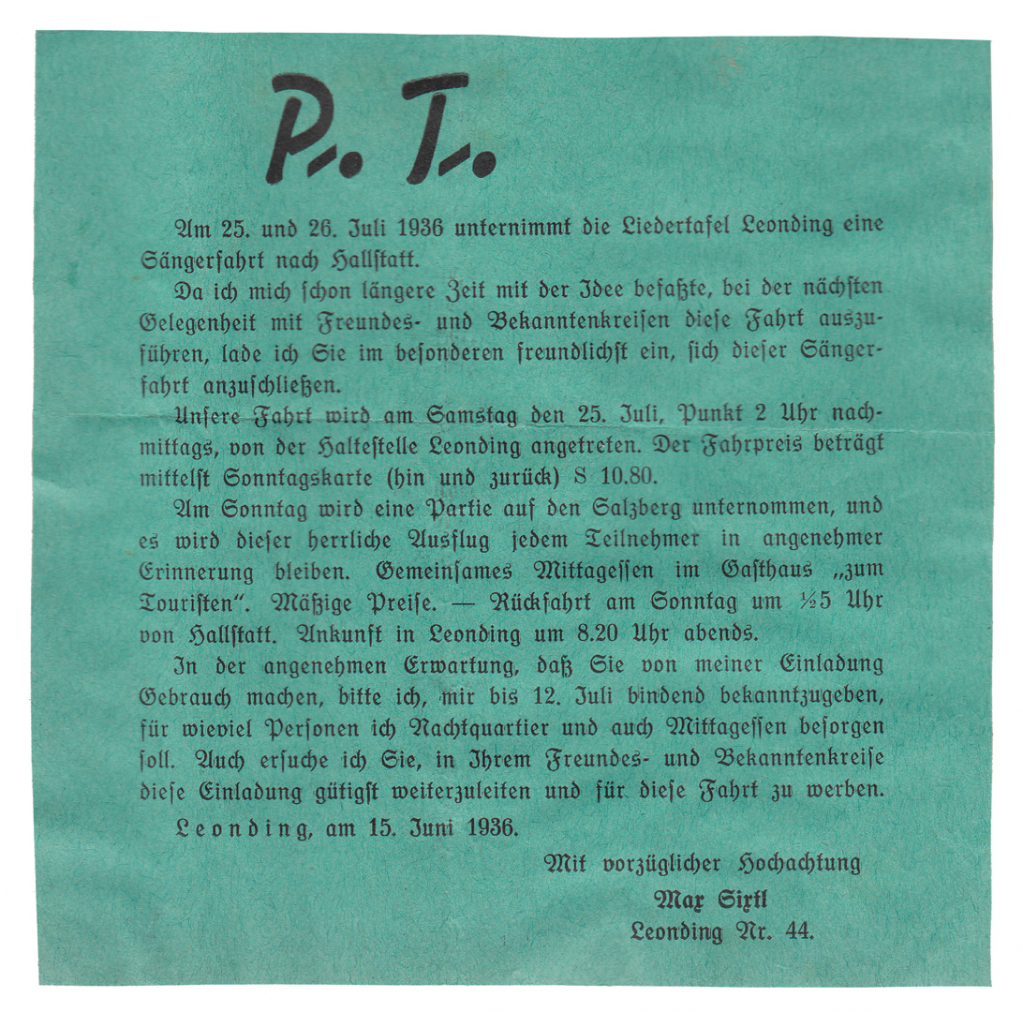 P. T.
Am 25. und 26. Juli 1936 unternimmt die Liedertafel Leonding eine
Sängerfahrt nach Hallstatt.
Da ich mich schon längere Zeit mit der Idee befaßte, bei der nächsten
Gelegenheit mit Freundes- und Bekanntenkreisen diese Fahrt auszu-
führen, lade ich Sie im besonderen freundlichst ein, sich dieser Sänger-
fahrt anzuschließen.
Unsere Fahrt wird am Samstag den 25. Juli, Punkt 2 Uhr nach-
mittags, von der Haltestelle Leonding angetreten. Der Fahrpreis beträgt
mittelst Sonntagskarte (hin und zurück) S 10.80.
Am Sonntag wird eine Partie auf den Salzberg unternommen, und
es wird dieser herrliche Ausflug jedem Teilnehmer in angenehmer
Erinnerung bleiben. Gemeinsames Mittagessen im Gasthaus „zum
Touristen“. Mäßige Preise. — Rückfahrt am Sonntag um ½5 Uhr
von Hallstatt. Ankunft in Leonding um 8.20 Uhr abends.
In der angenehmen Erwartung, daß Sie von meiner Einladung
Gebrauch machen, bitte ich, mir bis 12. Juli bindend bekanntzugeben,
für wieviel Personen ich Nachtquartier und auch Mittagessen besorgen
soll. Auch ersuche ich Sie, in Ihrem Freundes- und Bekanntenkreise
diese Einladung gütigst weiterzuleiten und für diese Fahrt zu werben.
Leonding, am 15. Juni 1936.
Mit vorzüglicher Hochachtung
Max Sixtl
Leonding Nr. 44.